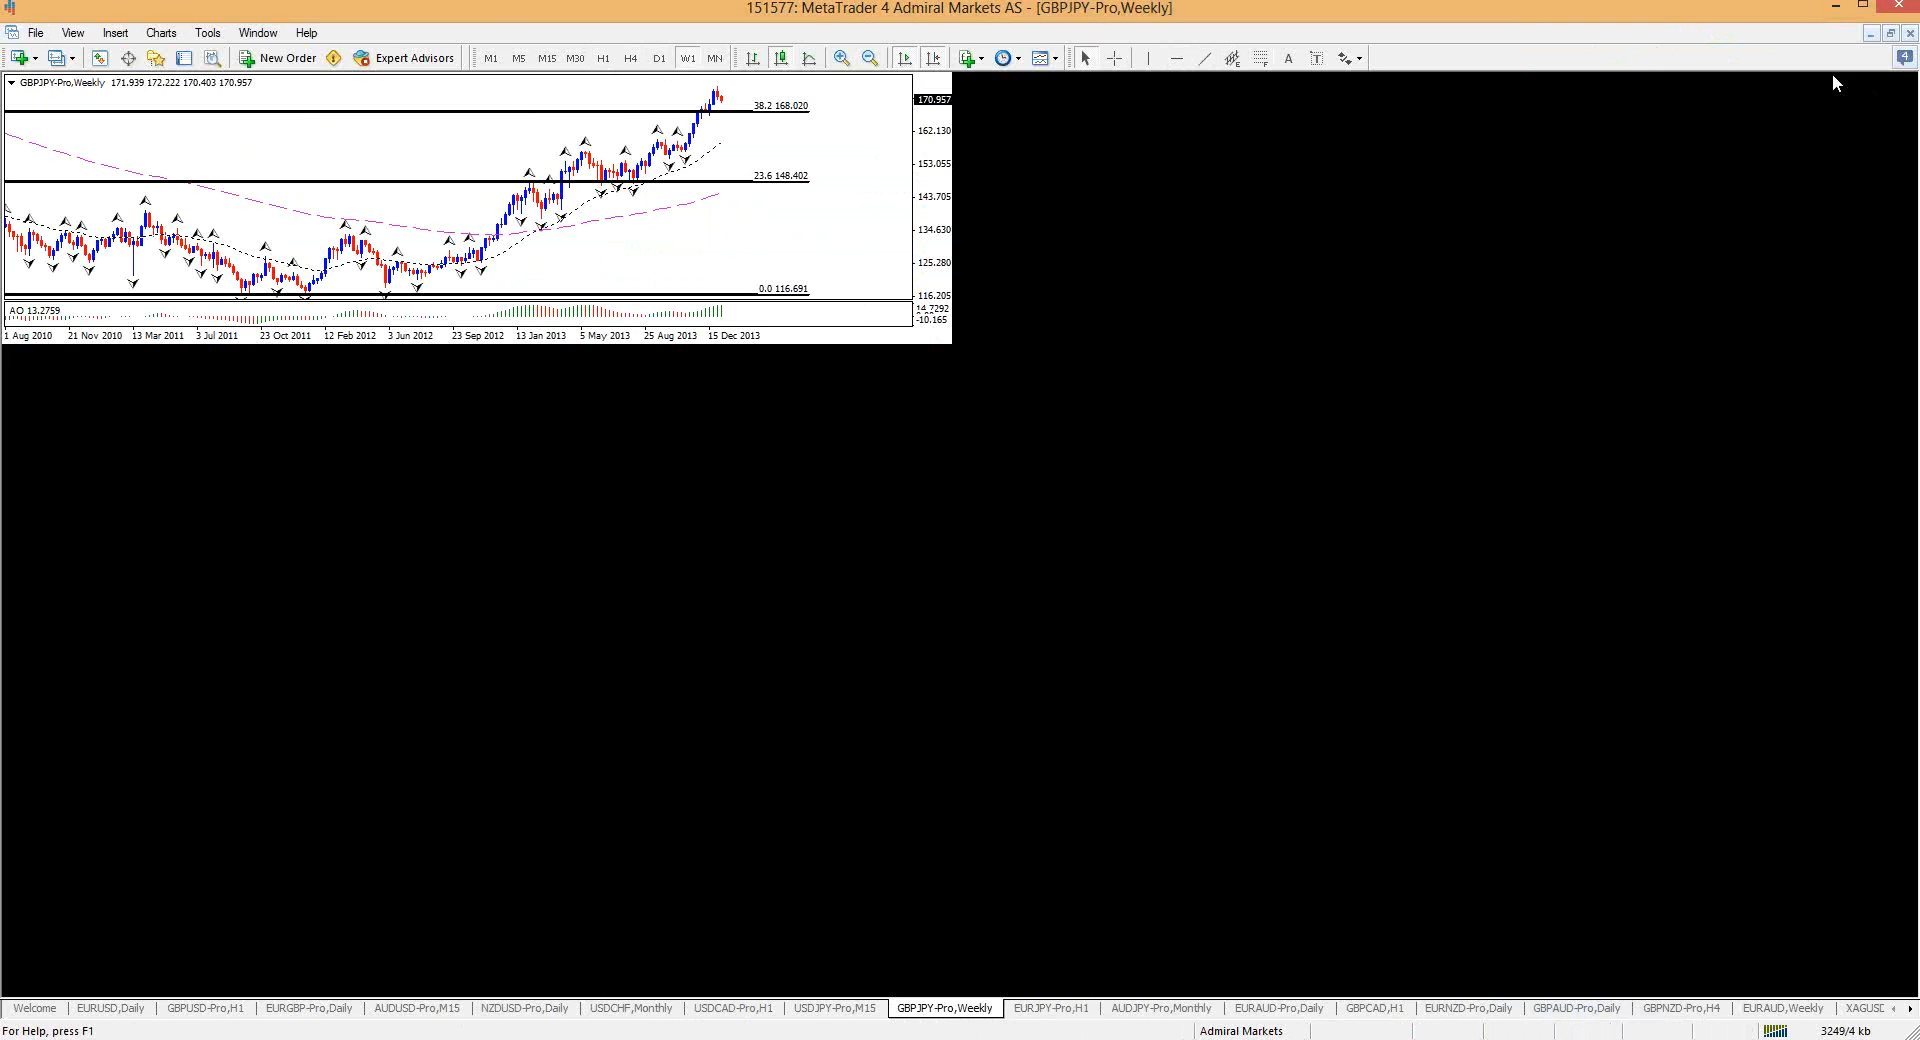 151577: MetaTrader 4 Admiral Markets AS - [GBPJPY-Pro,Weekly]
File View Insert Charts Tools Window Help
New Order Expert Advisors M1 M5 M15 M30 H1 H4 D1 W1 MN A T 4
GBPJPY-Pro,Weekly 171.939 172.222 170.403 170.957
170.957
38.2 168.020
162.130
153.055
23.6 148.402
143.705
134.630
125.280
0.0 116.691
116.205
AO 13.2759
14.7292
-10.165
1 Aug 2010 21 Nov 2010 13 Mar 2011 3 Jul 2011 23 Oct 2011 12 Feb 2012 3 Jun 2012 23 Sep 2012 13 Jan 2013 5 May 2013 25 Aug 2013 15 Dec 2013
Welcome EURUSD,Daily GBPUSD-Pro,H1 EURGBP-Pro,Daily AUDUSD-Pro,M15 NZDUSD-Pro,Daily USDCHF,Monthly USDCAD-Pro,H1 USDJPY-Pro,M15 GBPJPY-Pro,Weekly EURJPY-Pro,H1 AUDJPY-Pro,Monthly EURAUD-Pro,Daily GBPCAD,H1 EURNZD-Pro,Daily GBPAUD-Pro,Daily GBPNZD-Pro,H4 EURAUD,Weekly XAGUSD
For Help, press F1 Admiral Markets 3249/4 kb